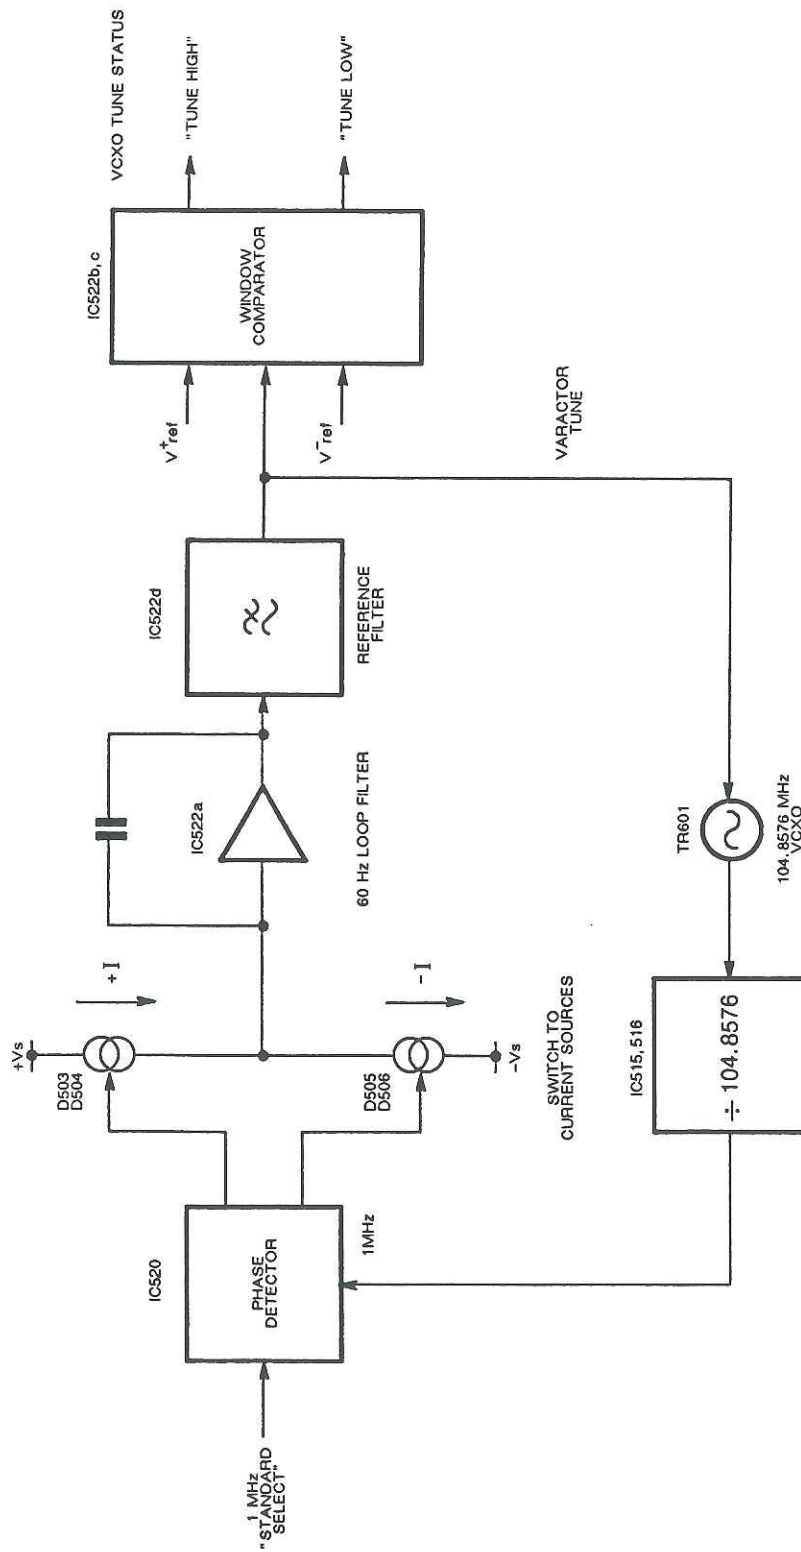 1 MHz
"STANDARD
SELECT"
IC520
PHASE
DETECTOR
1MHz
+Vs
D503
D504
+I
D505
D506
-I
-Vs
SWITCH TO
CURRENT SOURCES
IC522a
60 Hz LOOP FILTER
IC522d
REFERENCE
FILTER
V+ref
V-ref
IC522b,c
WINDOW
COMPARATOR
VCXO TUNE STATUS
"TUNE HIGH"
"TUNE LOW"
VARACTOR
TUNE
TR601
104.8576 MHz
VCXO
IC515,516
÷ 104.8576